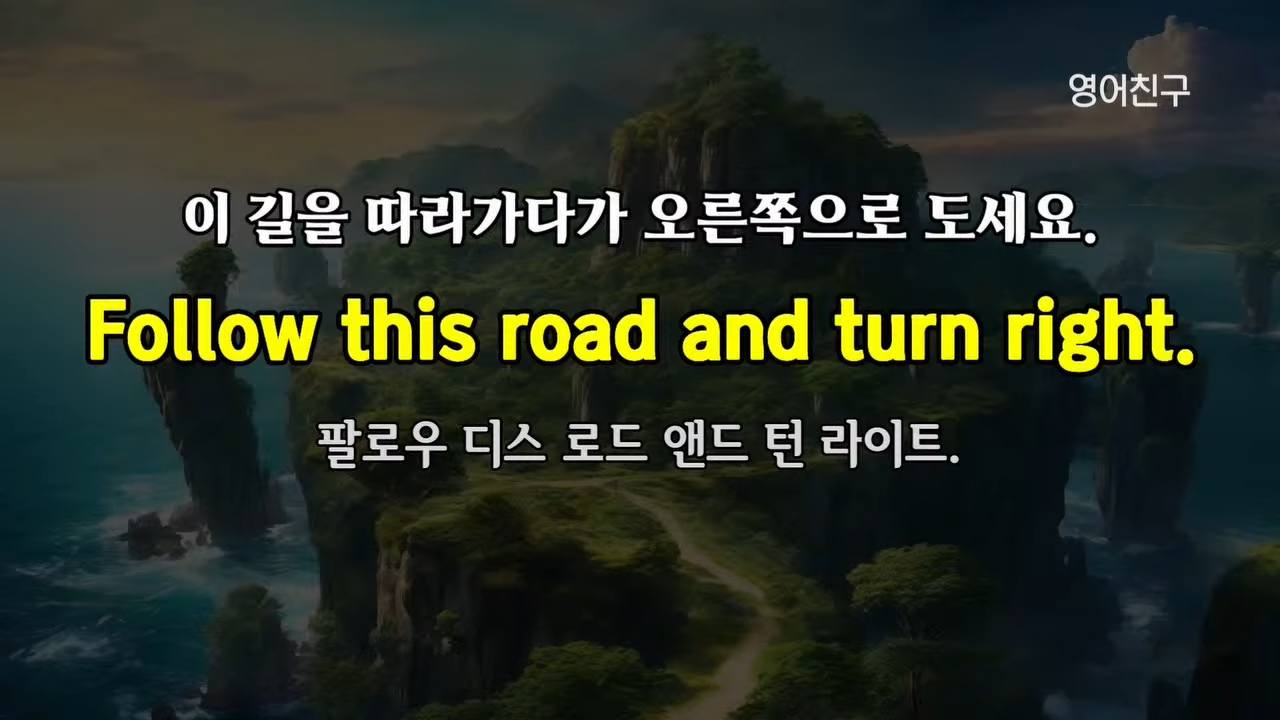 영어친구
이 길을 따라가다가 오른쪽으로 도세요.
Follow this road and turn right.
팔로우 디스 로드 앤드 턴 라이트.